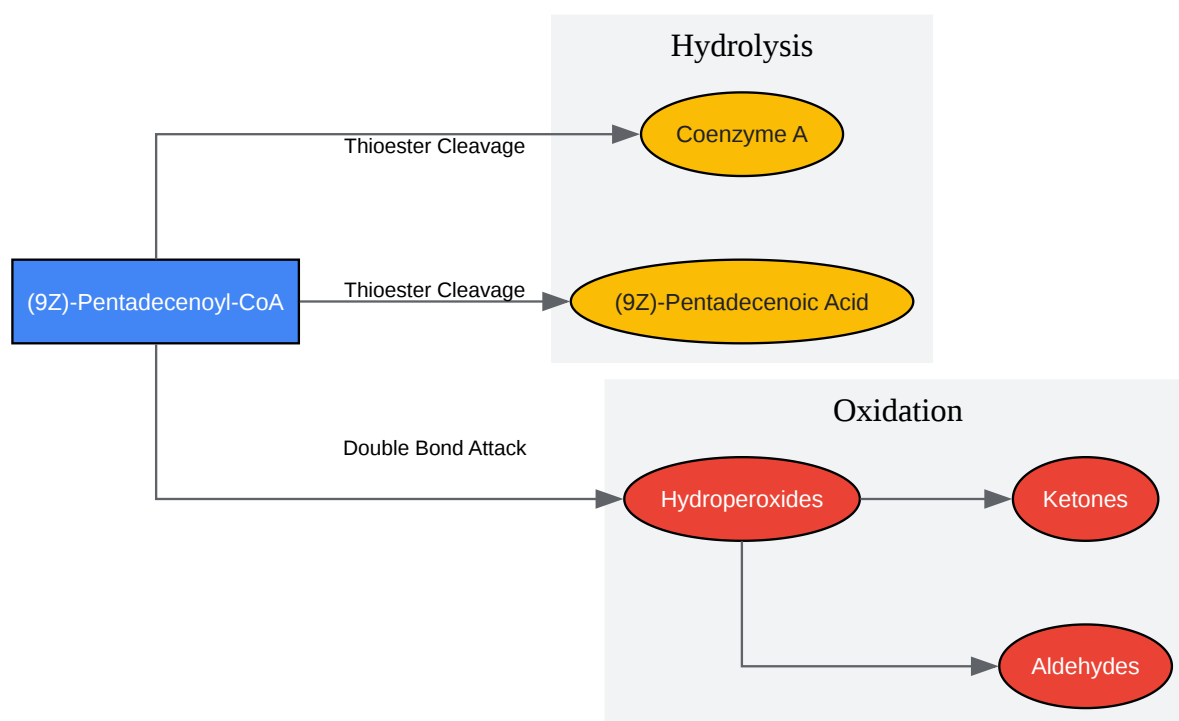 Hydrolysis
Coenzyme A
Thioester Cleavage
(9Z)-Pentadecenoyl-CoA
Thioester Cleavage
(9Z)-Pentadecenoic Acid
Oxidation
Double Bond Attack
Hydroperoxides
Ketones
Aldehydes